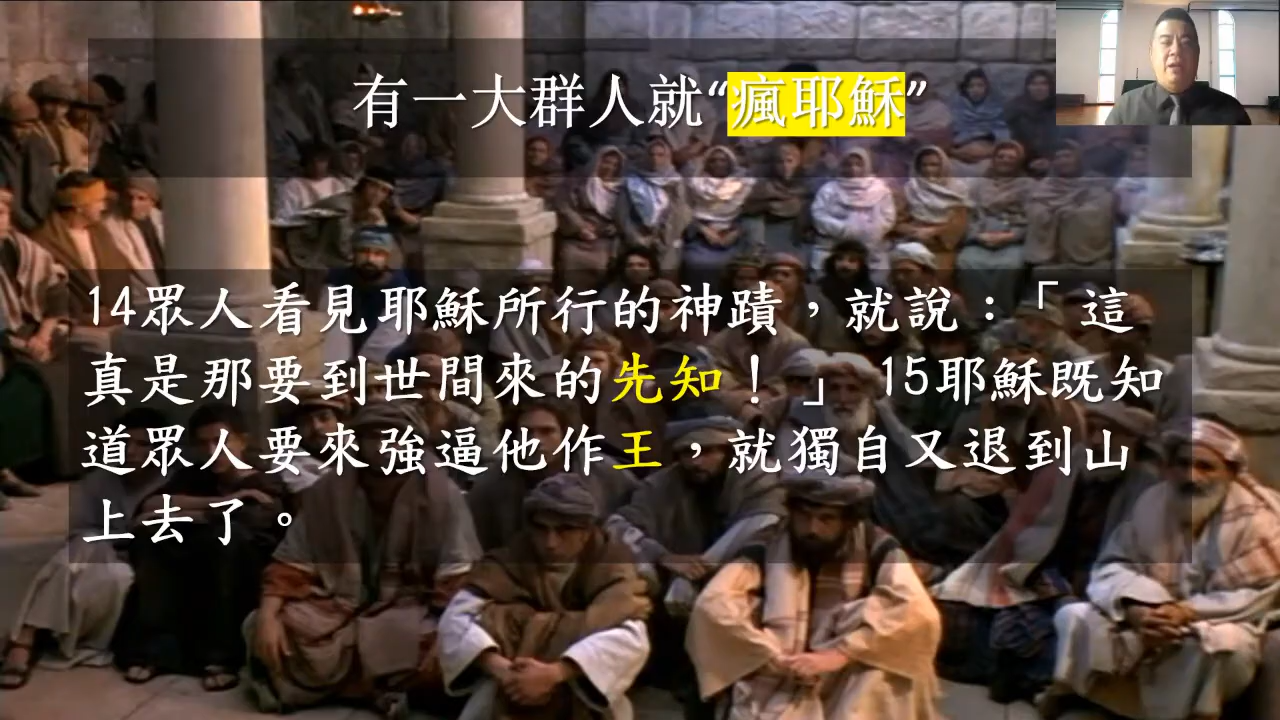 有一大群人就“瘋耶穌”
14眾人看見耶穌所行的神蹟，就說：「這
真是那要到世間來的先知！」 15耶穌既知
道眾人要來強逼他作王，就獨自又退到山
上去了。